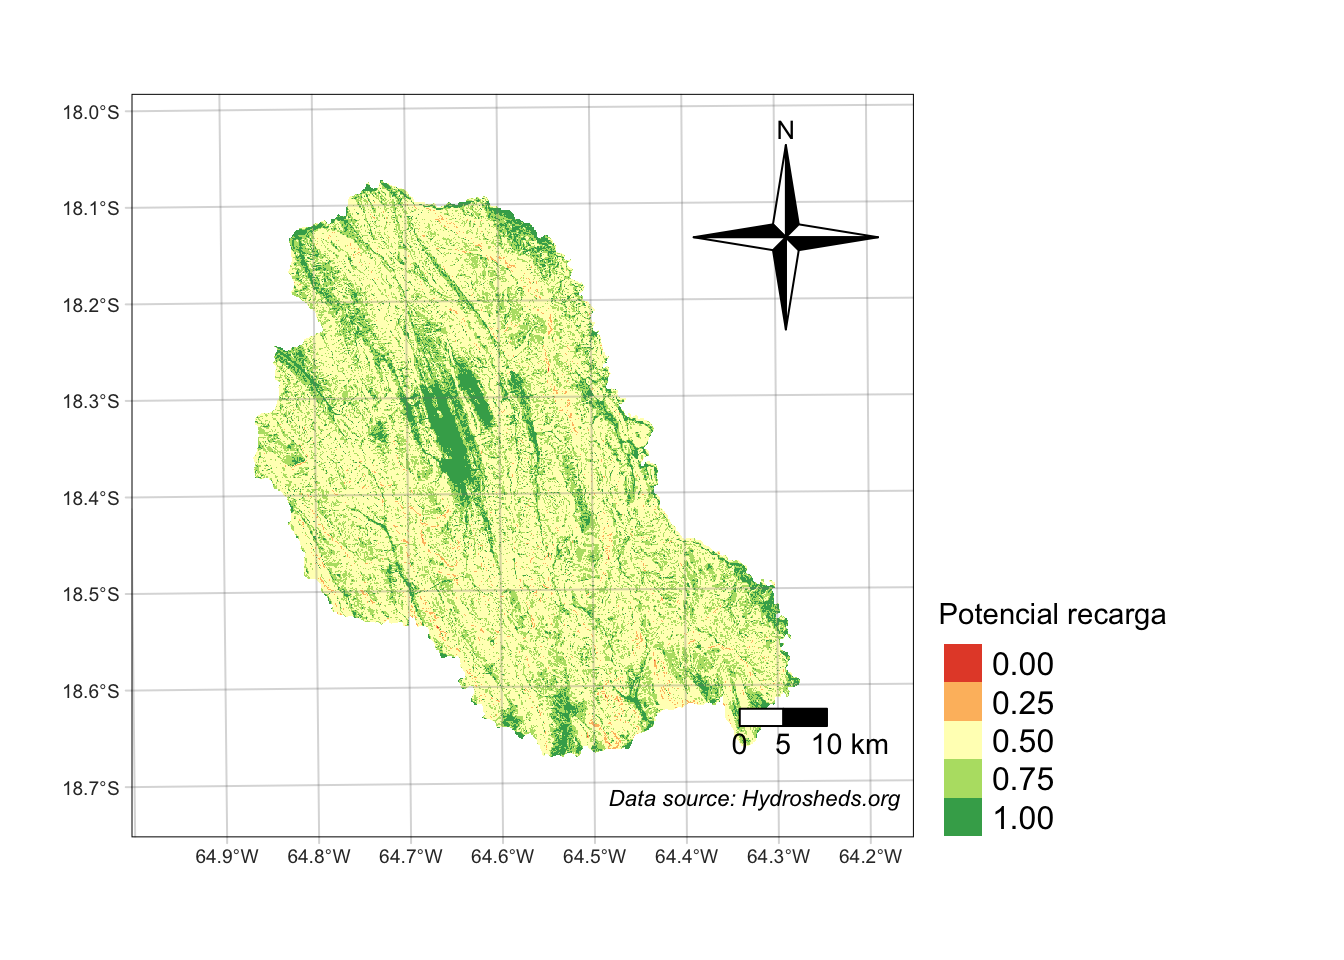 18.0°S
18.1°S
18.2°S
18.3°S
18.4°S
18.5°S
18.6°S
18.7°S
N
0 5 10 km
Data source: Hydrosheds.org
64.9°W 64.8°W 64.7°W 64.6°W 64.5°W 64.4°W 64.3°W 64.2°W
Potencial recarga
0.00
0.25
0.50
0.75
1.00